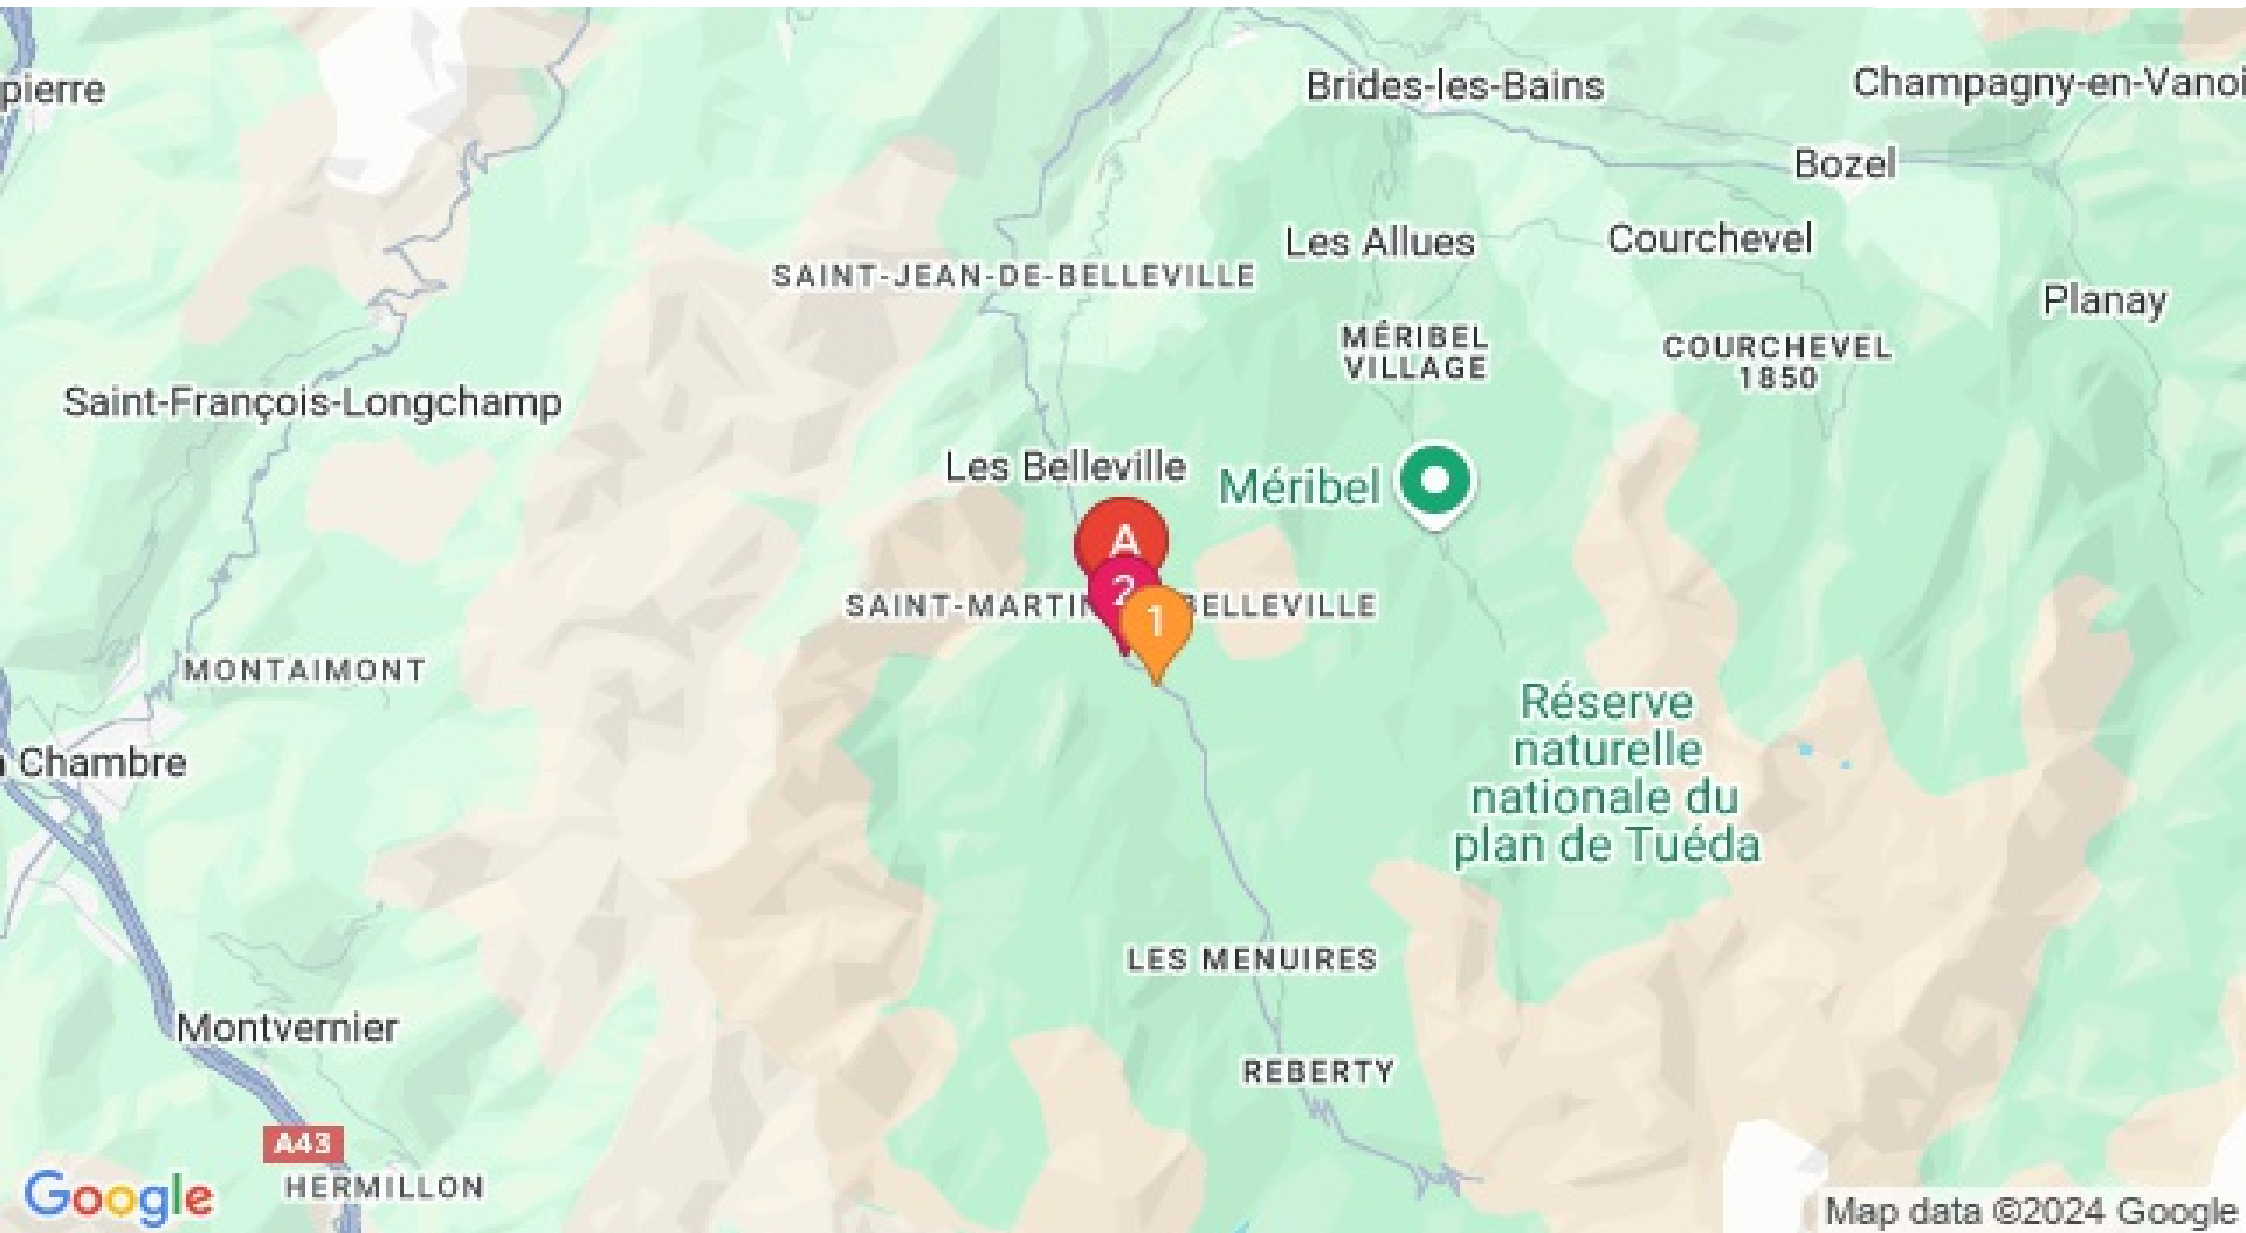 pierre
Brides-les-Bains
Champagny-en-Vanoi
Bozel
Les Allues
Courchevel
SAINT-JEAN-DE-BELLEVILLE
Planay
MÉRIBEL
VILLAGE
COURCHEVEL
1850
Saint-François-Longchamp
Les Belleville
Méribel
A
2
1
SAINT-MARTIN BELLEVILLE
MONTAIMONT
Réserve
naturelle
nationale du
plan de Tuéda
Chambre
LES MENUIRES
Montvernier
REBERTY
A43
HERMILLON
Google
Map data ©2024 Google